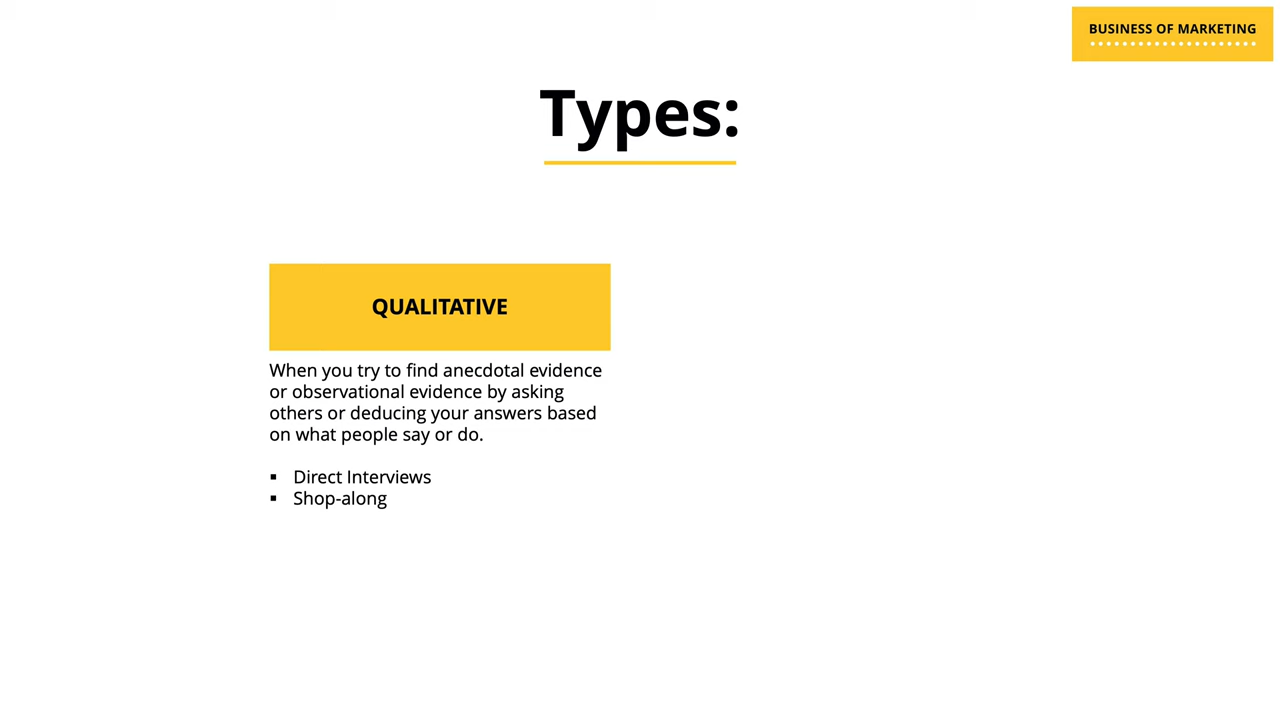 BUSINESS OF MARKETING
Types:
QUALITATIVE
When you try to find anecdotal evidence
or observational evidence by asking
others or deducing your answers based
on what people say or do.
▪ Direct Interviews
▪ Shop-along